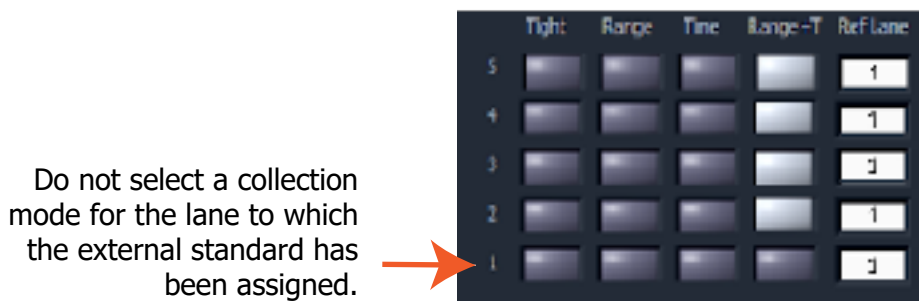 Tight Range Time Range-T Ref Lane
5 1
4 1
3 1
2 1
1 1
Do not select a collection
mode for the lane to which
the external standard has
been assigned.